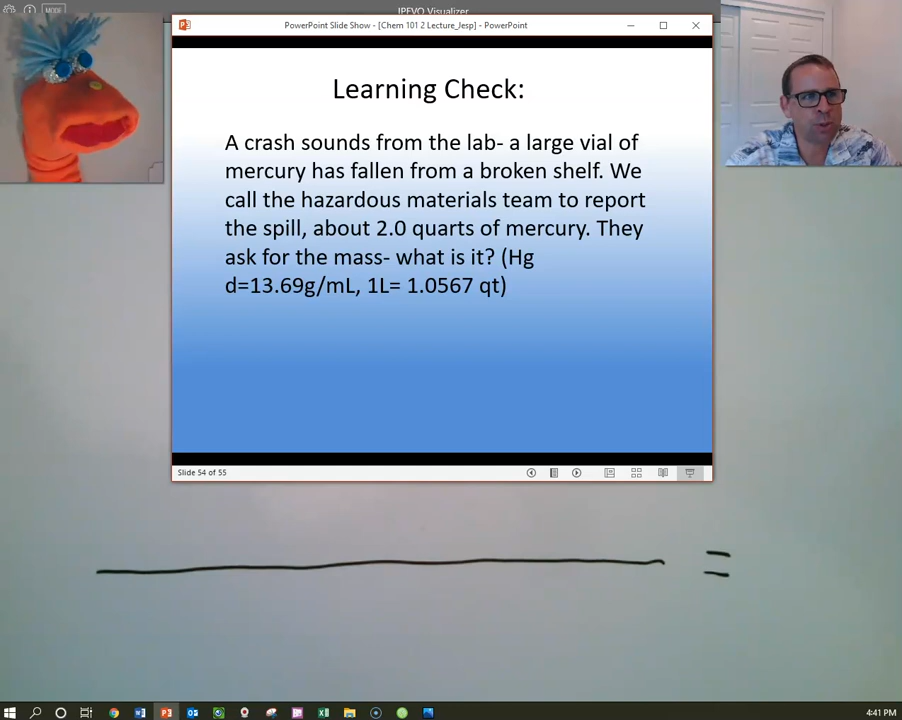 MODE
IPEVO Visualizer
PowerPoint Slide Show - [Chem 101 2 Lecture_Jesp] - PowerPoint
Learning Check:
A crash sounds from the lab- a large vial of
mercury has fallen from a broken shelf. We
call the hazardous materials team to report
the spill, about 2.0 quarts of mercury. They
ask for the mass- what is it? (Hg
d=13.69g/mL, 1L= 1.0567 qt)
Slide 54 of 55
=
4:41 PM